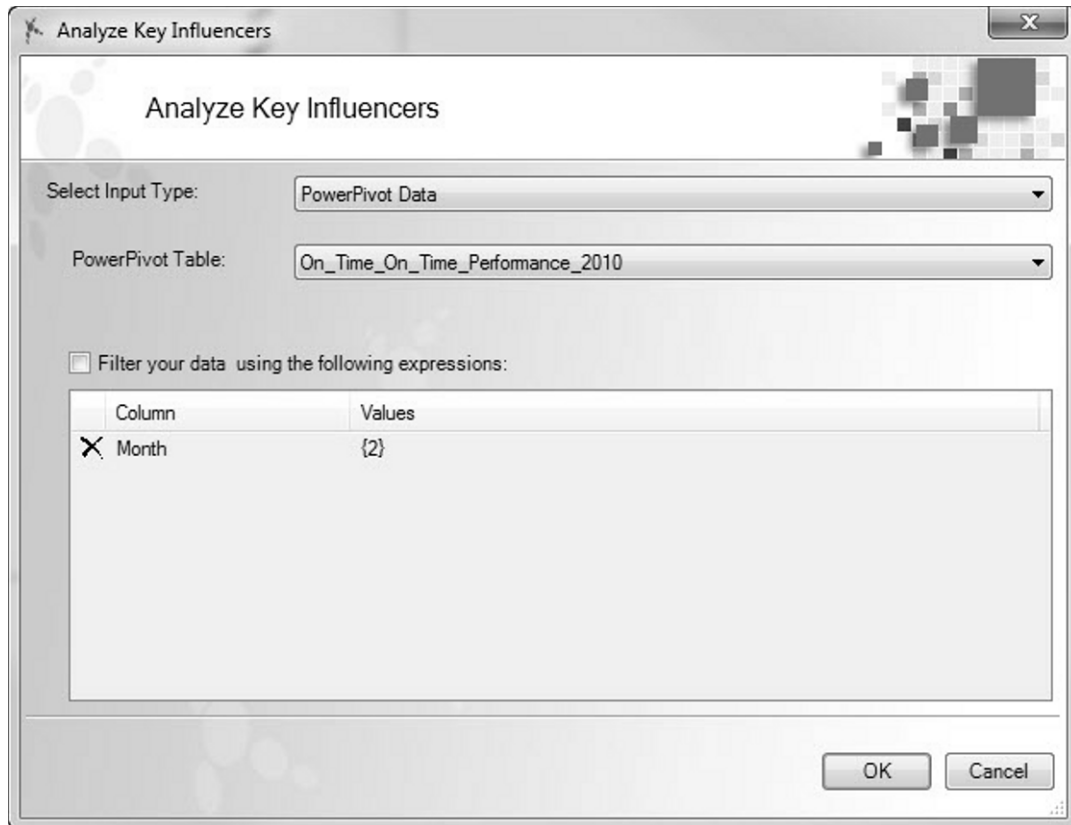 Analyze Key Influencers
Analyze Key Influencers
Select Input Type: PowerPivot Data
PowerPivot Table: On_Time_On_Time_Performance_2010
Filter your data using the following expressions:
Column Values
Month {2}
OK Cancel